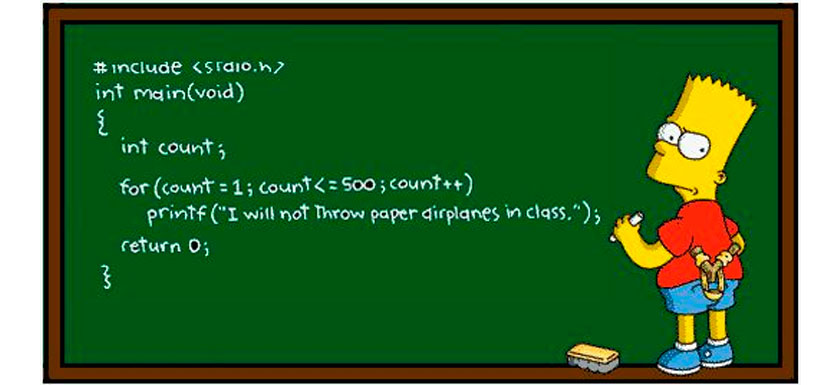 #include <stdio.h>
int main(void)
{
int count;
for (count = 1; count <= 500; count++)
printf ("I will not Throw paper airplanes in class.");
return 0;
}